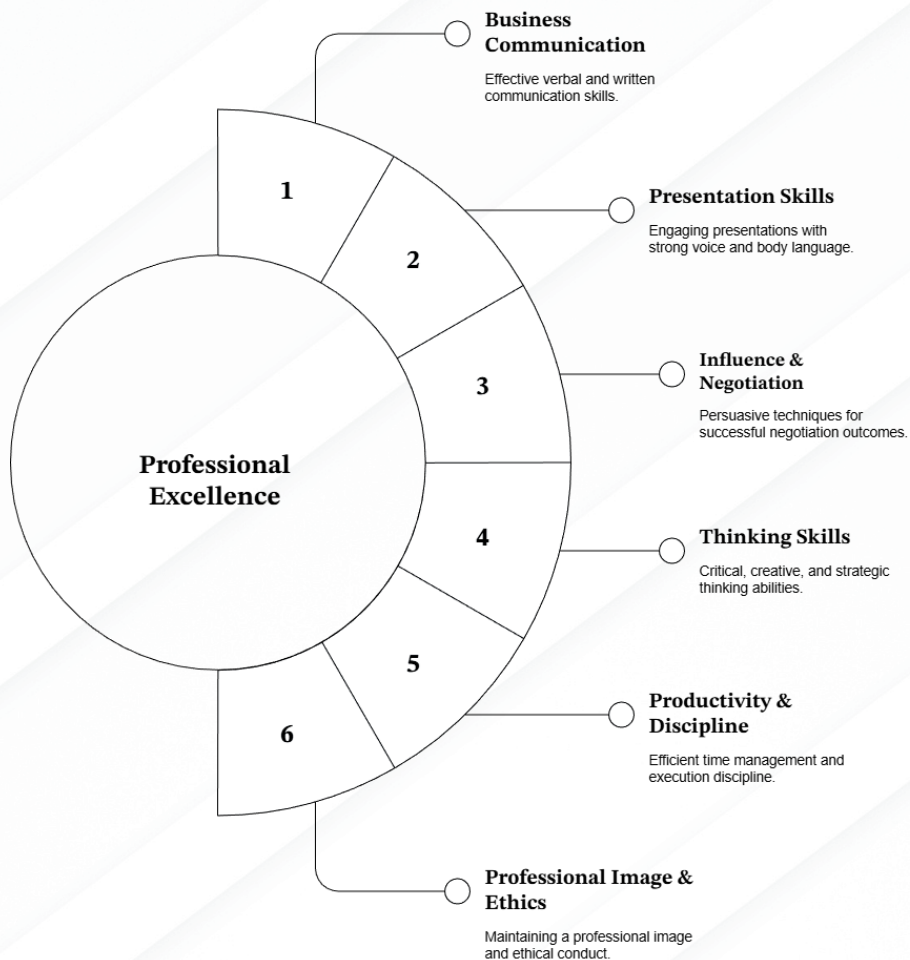 Business
Communication
Effective verbal and written
communication skills.
1
Presentation Skills
Engaging presentations with
strong voice and body language.
2
Influence &
Negotiation
Persuasive techniques for
successful negotiation outcomes.
3
Professional
Excellence
Thinking Skills
Critical, creative, and strategic
thinking abilities.
4
Productivity &
Discipline
Efficient time management and
execution discipline.
5
6
Professional Image &
Ethics
Maintaining a professional image
and ethical conduct.